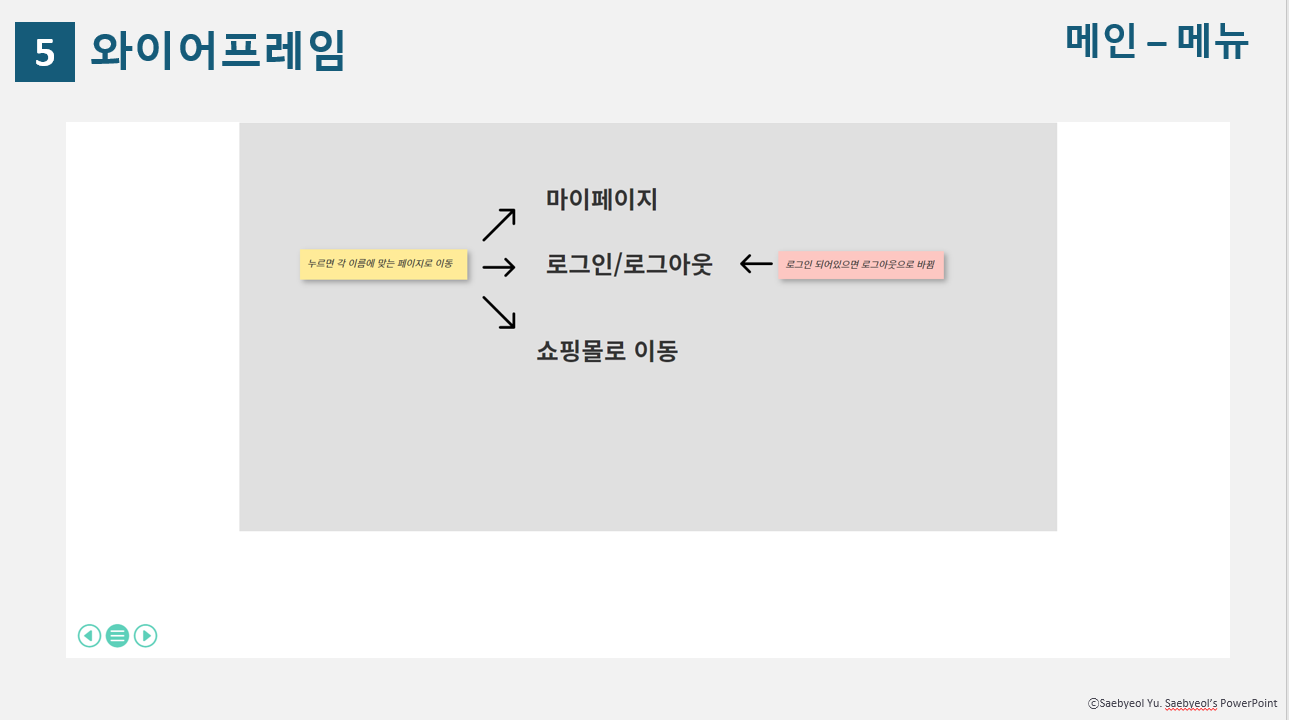 5 와이어프레임
메인 – 메뉴
마이페이지
누르면 각 이름에 맞는 페이지로 이동
로그인/로그아웃
로그인 되어있으면 로그아웃으로 바뀜
쇼핑몰로 이동
ⓒSaebyeol Yu. Saebyeol’s PowerPoint